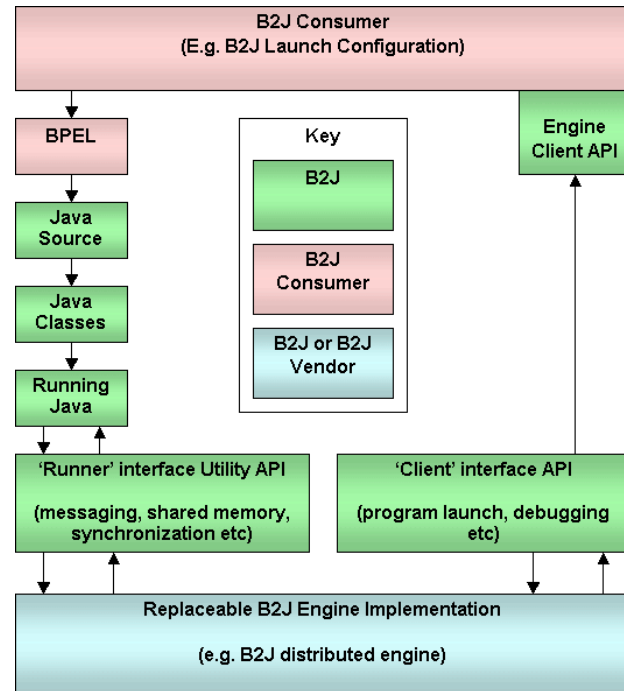 B2J Consumer
(E.g. B2J Launch Configuration)
BPEL
Engine
Client API
Key
B2J
B2J
Consumer
B2J or B2J
Vendor
Java
Source
Java
Classes
Running
Java
‘Runner’ interface Utility API
(messaging, shared memory,
synchronization etc)
‘Client’ interface API
(program launch, debugging
etc)
Replaceable B2J Engine Implementation
(e.g. B2J distributed engine)